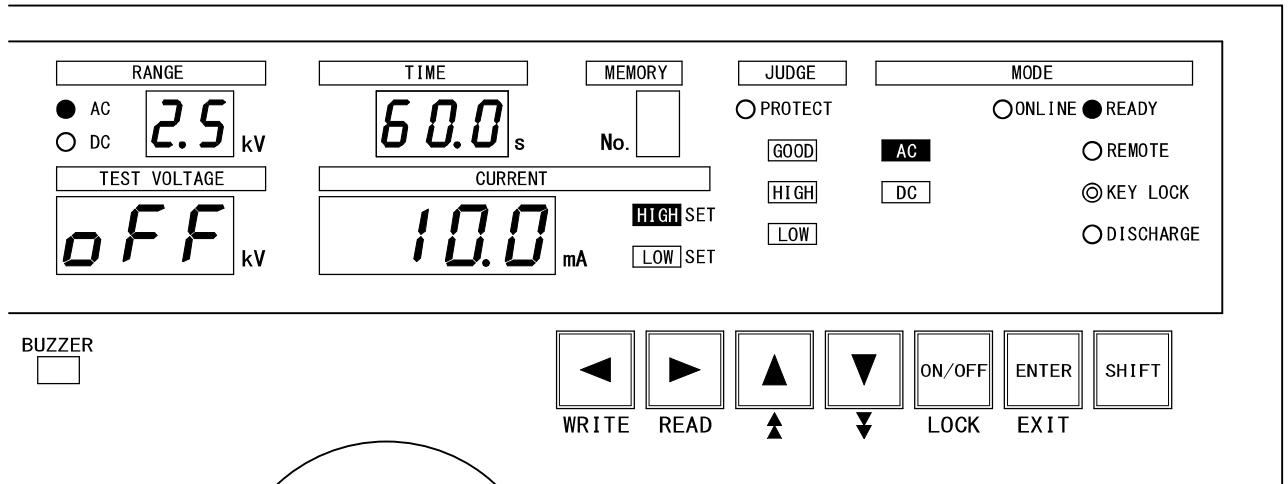 RANGE TIME MEMORY JUDGE MODE
AC 2.5 kV 60.0 s No. PROTECT ONLINE READY
DC GOOD AC REMOTE
TEST VOLTAGE CURRENT HIGH DC KEY LOCK
oFF kV 10.0 mA HIGH SET LOW DISCHARGE
LOW SET
BUZZER
ON/OFF ENTER SHIFT
WRITE READ LOCK EXIT